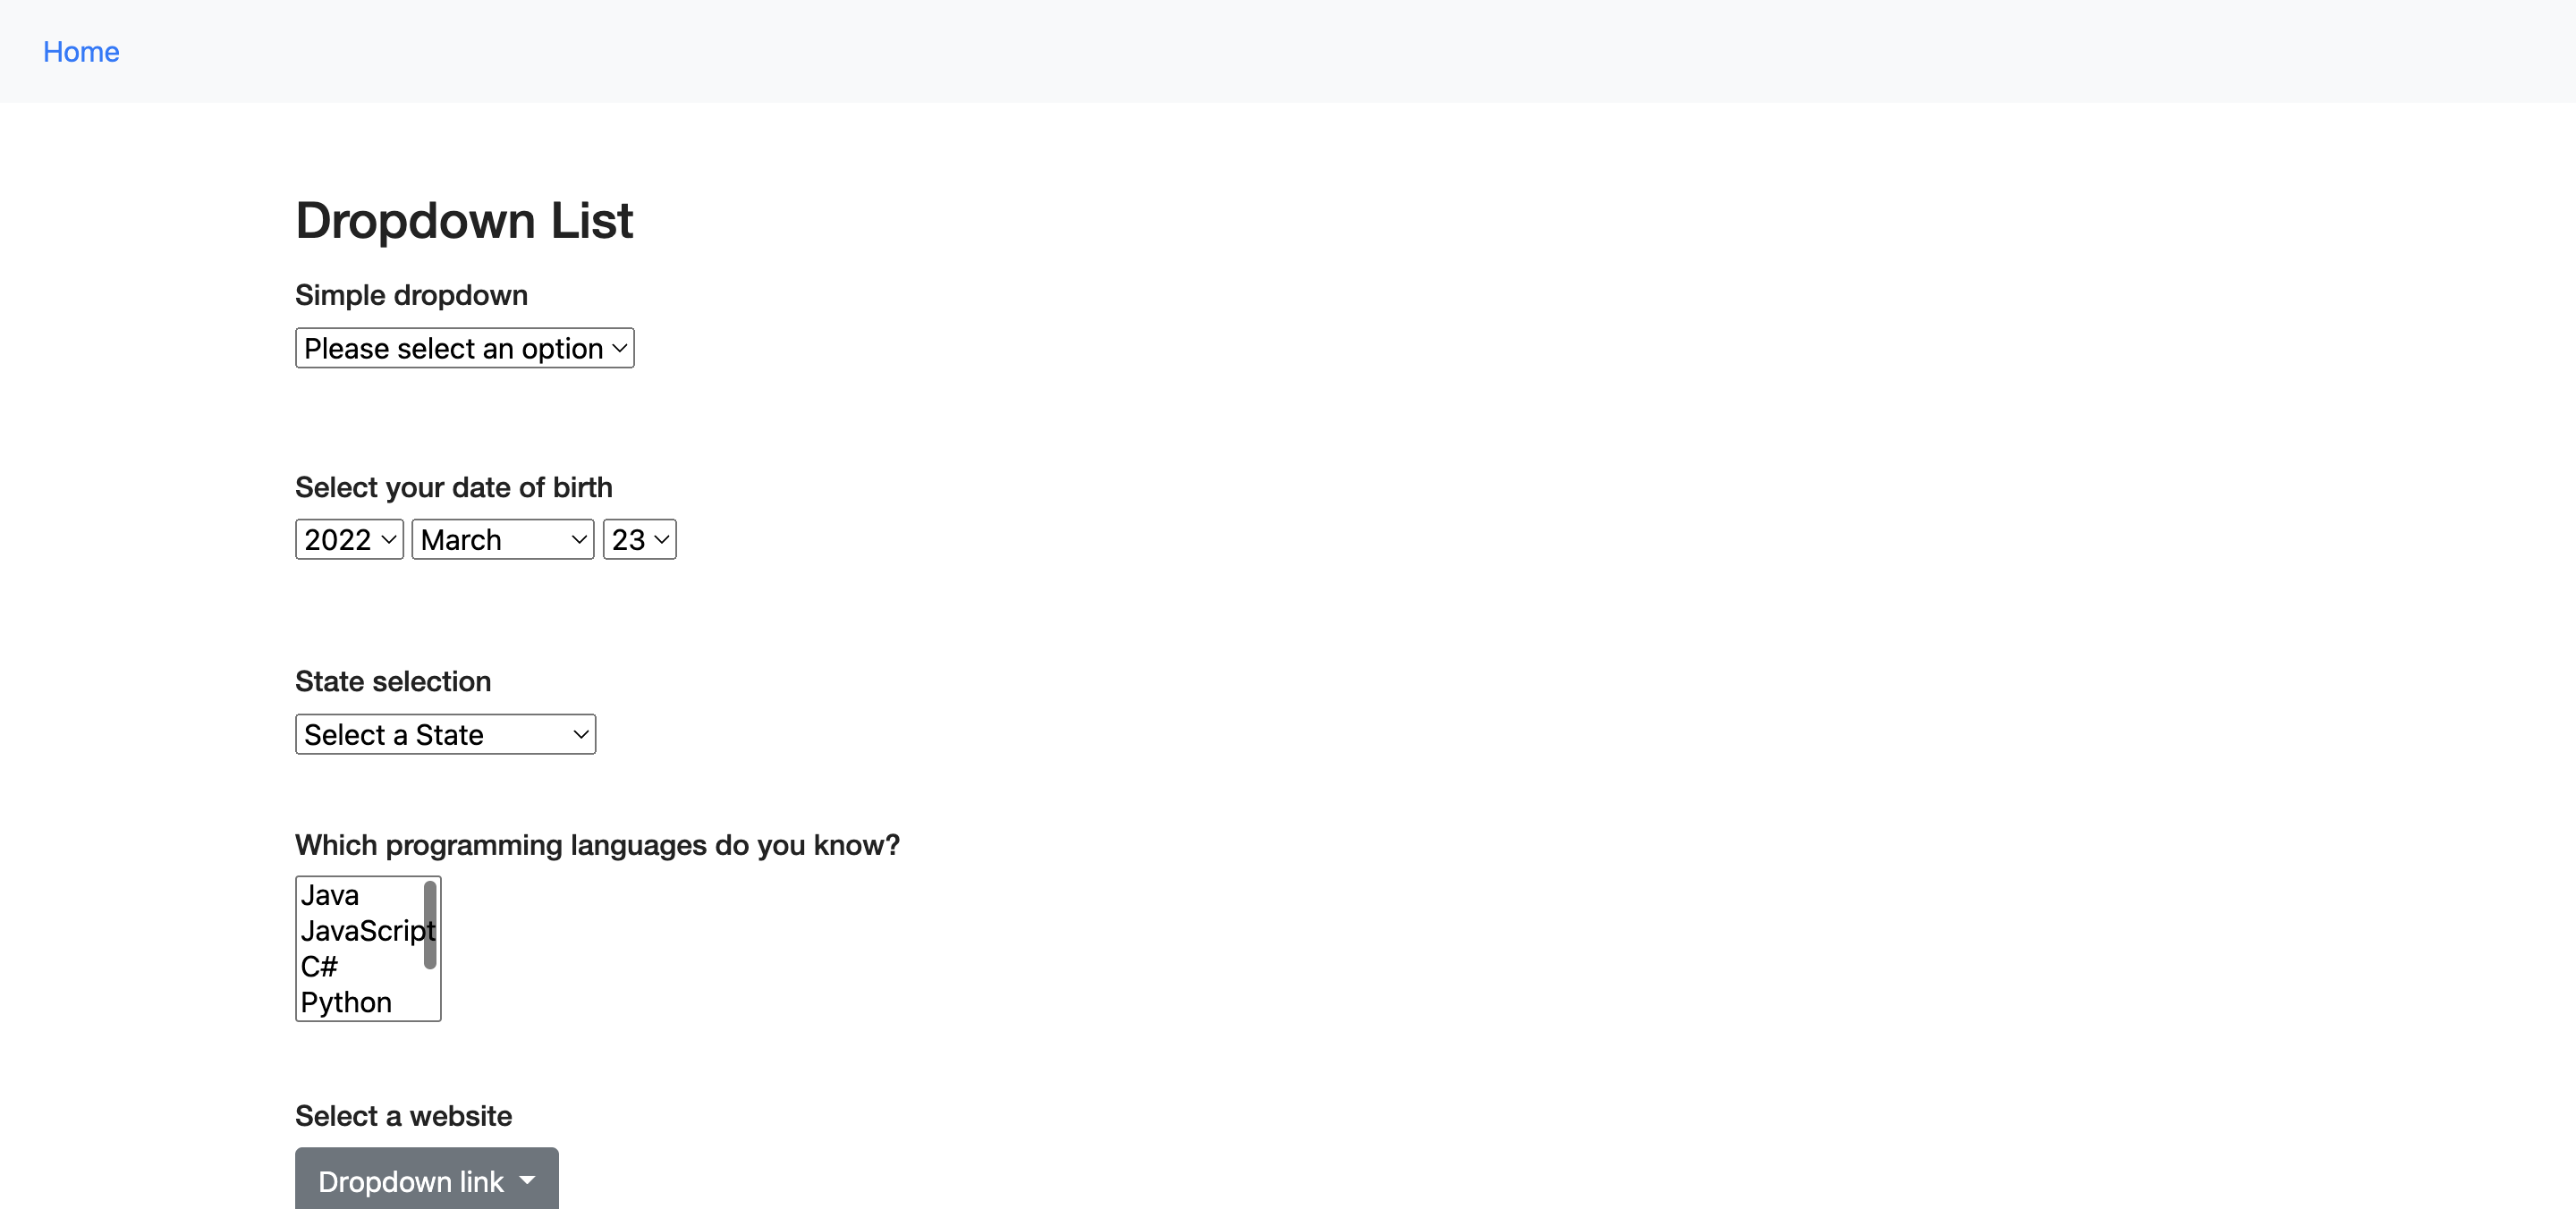 Home
Dropdown List
Simple dropdown
Please select an option
Select your date of birth
2022 March 23
State selection
Select a State
Which programming languages do you know?
Java
JavaScript
C#
Python
Select a website
Dropdown link